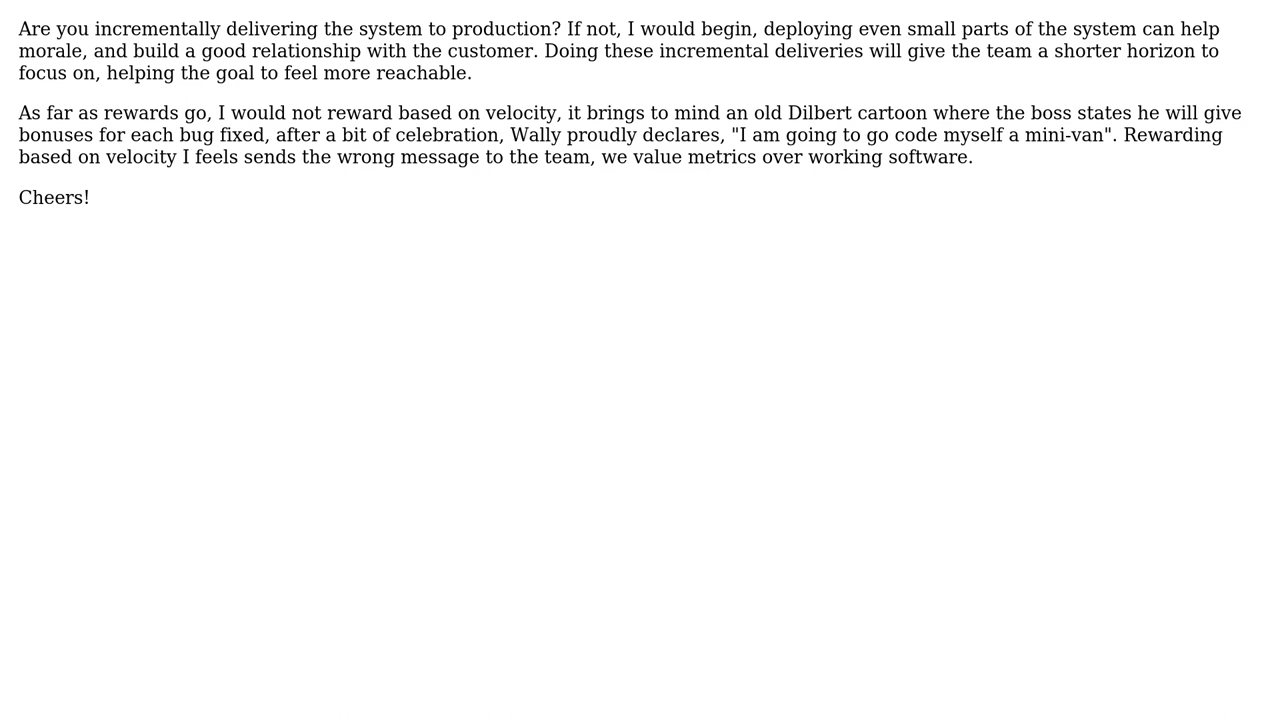 Are you incrementally delivering the system to production? If not, I would begin, deploying even small parts of the system can help
morale, and build a good relationship with the customer. Doing these incremental deliveries will give the team a shorter horizon to
focus on, helping the goal to feel more reachable.
As far as rewards go, I would not reward based on velocity, it brings to mind an old Dilbert cartoon where the boss states he will give
bonuses for each bug fixed, after a bit of celebration, Wally proudly declares, "I am going to go code myself a mini-van". Rewarding
based on velocity I feels sends the wrong message to the team, we value metrics over working software.
Cheers!